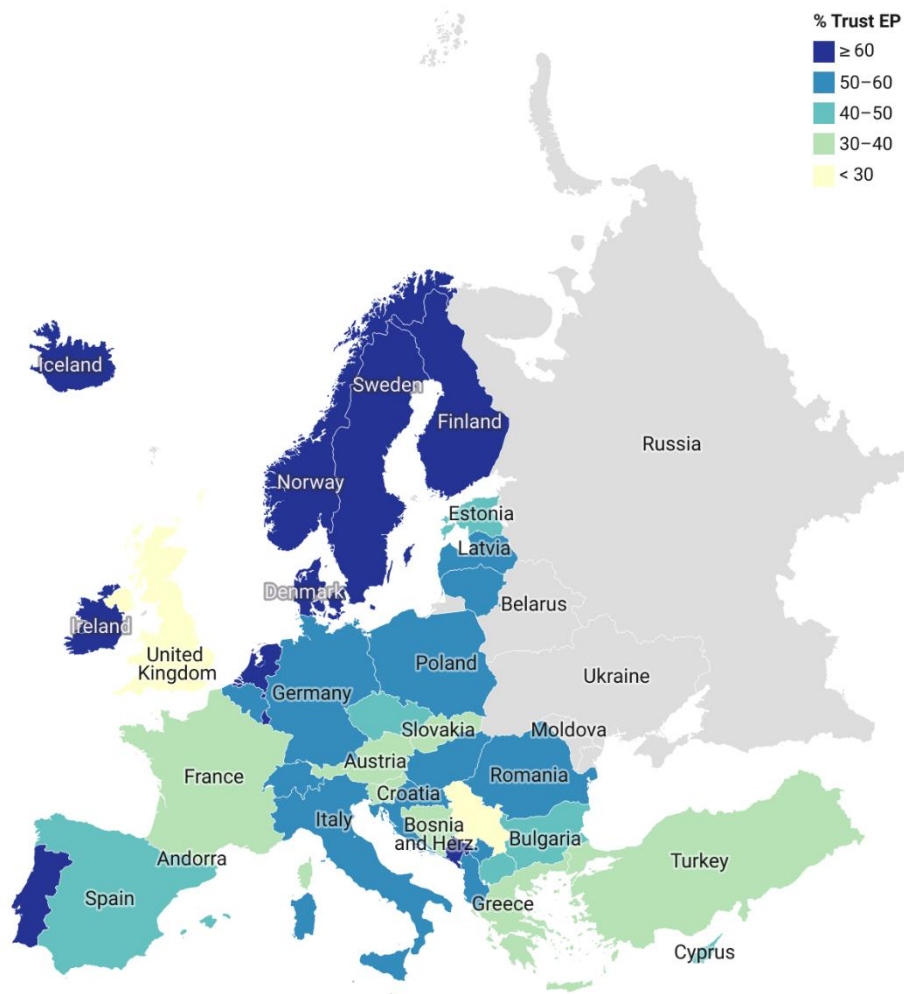 % Trust EP
≥ 60
50–60
40–50
30–40
< 30
Iceland
Sweden
Finland
Russia
Norway
Estonia
Latvia
Denmark
Belarus
Ireland
United
Kingdom
Poland
Ukraine
Germany
Slovakia
Moldova
Austria
France
Romania
Croatia
Italy
Bosnia
and Herz.
Bulgaria
Andorra
Turkey
Spain
Greece
Cyprus